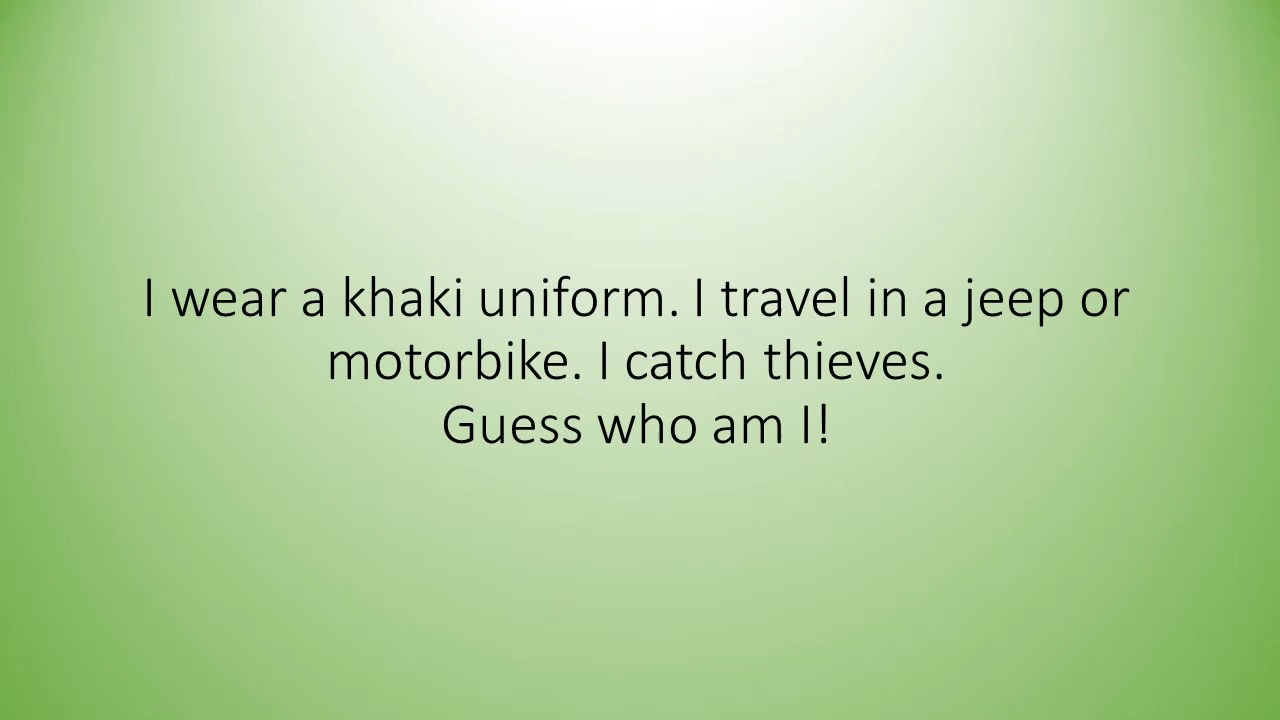 I wear a khaki uniform. I travel in a jeep or
motorbike. I catch thieves.
Guess who am I!